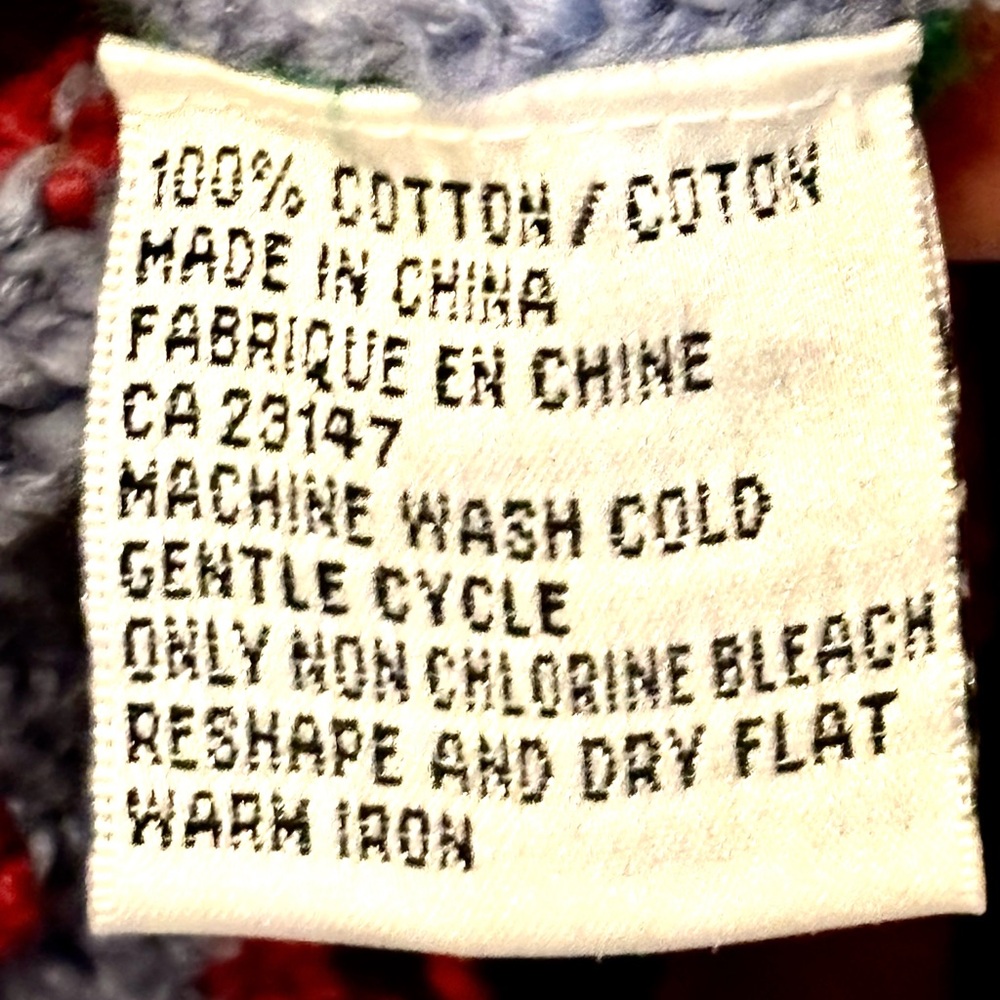 100% COTTON / COTON
MADE IN CHINA
FABRIQUE EN CHINE
CA 23147
MACHINE WASH COLD
GENTLE CYCLE
ONLY NON CHLORINE BLEACH
RESHAPE AND DRY FLAT
WARM IRON